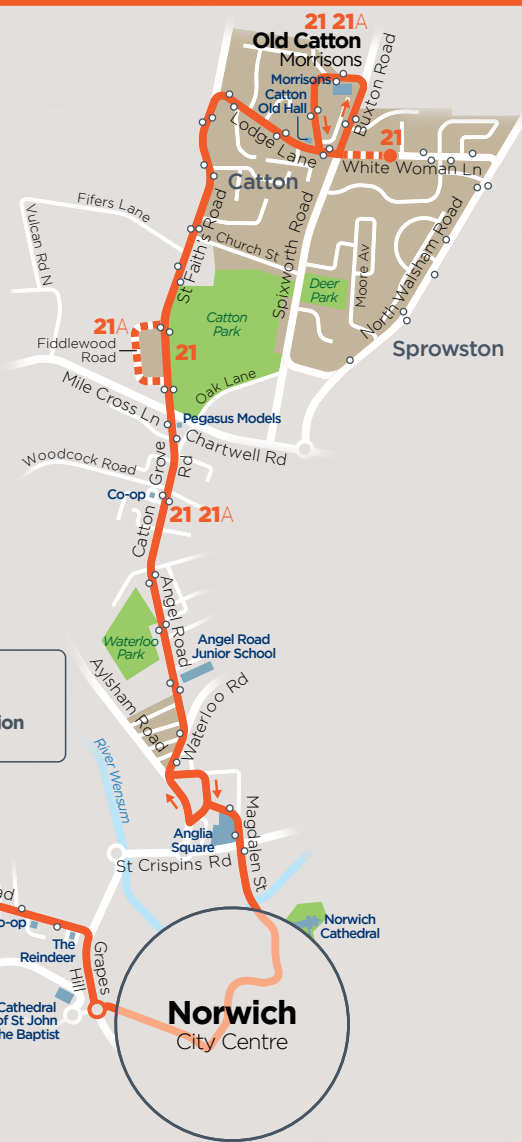 21 21A
Old Catton
Morrisons
Morrisons
Catton
Old Hall
Buxton Road
21
Lodge Lane
White Woman Ln
Catton
Fifers Lane
Vulcan Rd N
St Faith's Road
Church St
Spixworth Road
Deer
Park
Moore Av
North Walsham Road
Catton
Park
21A
Fiddlewood
Road
21
Sprowston
Oak Lane
Mile Cross Ln
Pegasus Models
Chartwell Rd
Woodcock Road
Catton Grove
Rd
Co-op
21 21A
Angel Road
Waterloo
Park
Angel Road
Junior School
Aylsham Road
Waterloo Rd
ion
River Wensum
Anglia
Square
Magdalen St
St Crispins Rd
ad
o-op
The
Reindeer
Grapes
Hill
Norwich
Cathedral
Cathedral
of St John
he Baptist
Norwich
City Centre